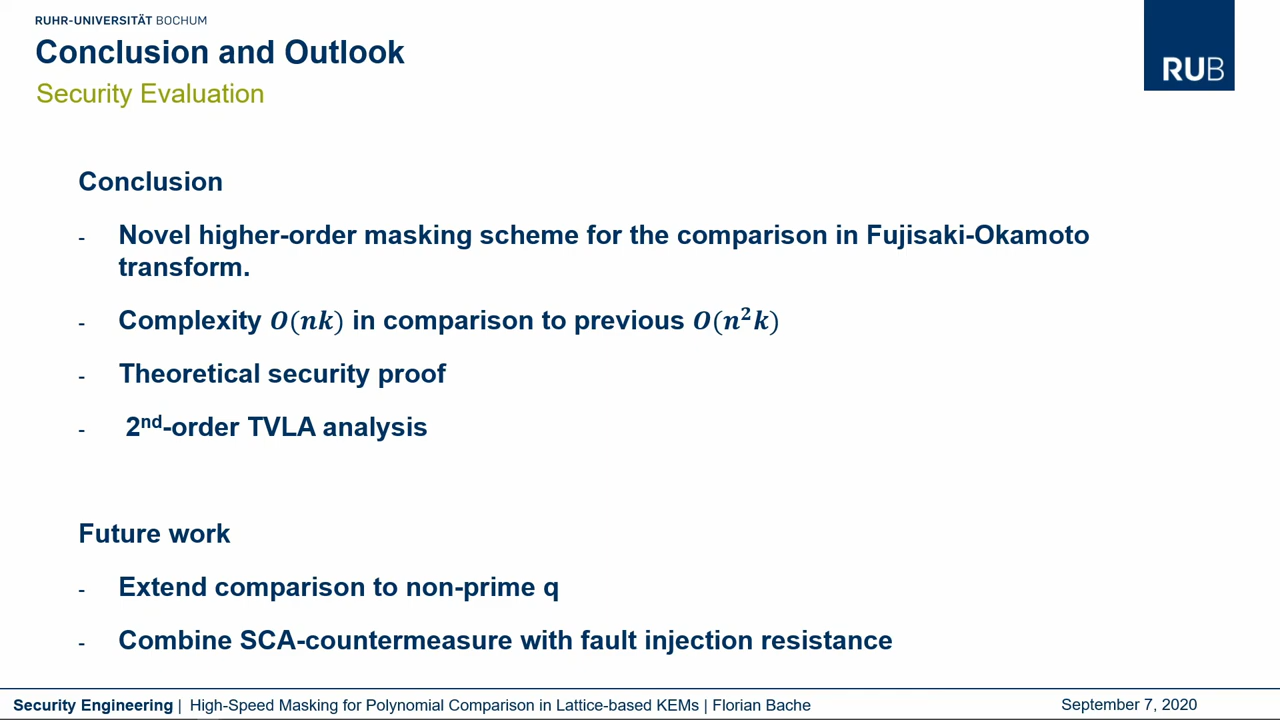 RUHR-UNIVERSITÄT BOCHUM
Conclusion and Outlook
Security Evaluation
RUB
Conclusion
- Novel higher-order masking scheme for the comparison in Fujisaki-Okamoto
transform.
- Complexity O(nk) in comparison to previous O(n²k)
- Theoretical security proof
- 2nd-order TVLA analysis
Future work
- Extend comparison to non-prime q
- Combine SCA-countermeasure with fault injection resistance
Security Engineering | High-Speed Masking for Polynomial Comparison in Lattice-based KEMs | Florian Bache September 7, 2020